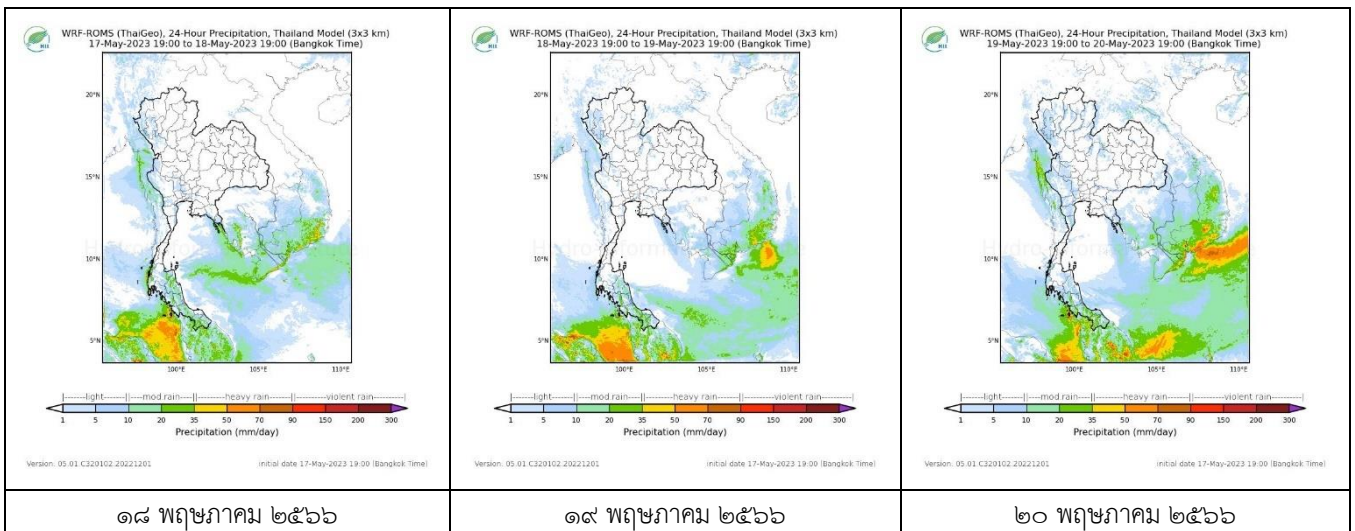 WRF-ROMS (ThaiGeo), 24-Hour Precipitation, Thailand Model (3x3 km)
17-May-2023 19:00 to 18-May-2023 19:00 (Bangkok Time)
20°N
15°N
10°N
5°N
100°E 105°E 110°E
|-------light-------||----mod.rain-----||-------heavy rain-------||------violent rain-------|
1 5 10 20 35 50 70 90 150 200 300
Precipitation (mm/day)
Version: 05.01 C320102.20221201 initial date 17-May-2023 19:00 (Bangkok Time)
๑๘ พฤษภาคม ๒๕๖๖
WRF-ROMS (ThaiGeo), 24-Hour Precipitation, Thailand Model (3x3 km)
18-May-2023 19:00 to 19-May-2023 19:00 (Bangkok Time)
20°N
15°N
10°N
5°N
100°E 105°E 110°E
|-------light-------||----mod.rain-----||-------heavy rain-------||------violent rain-------|
1 5 10 20 35 50 70 90 150 200 300
Precipitation (mm/day)
Version: 05.01 C320102.20221201 initial date 17-May-2023 19:00 (Bangkok Time)
๑๙ พฤษภาคม ๒๕๖๖
WRF-ROMS (ThaiGeo), 24-Hour Precipitation, Thailand Model (3x3 km)
19-May-2023 19:00 to 20-May-2023 19:00 (Bangkok Time)
20°N
15°N
10°N
5°N
100°E 105°E 110°E
|-------light-------||----mod.rain-----||-------heavy rain-------||------violent rain-------|
1 5 10 20 35 50 70 90 150 200 300
Precipitation (mm/day)
Version: 05.01 C320102.20221201 initial date 17-May-2023 19:00 (Bangkok Time)
๒๐ พฤษภาคม ๒๕๖๖